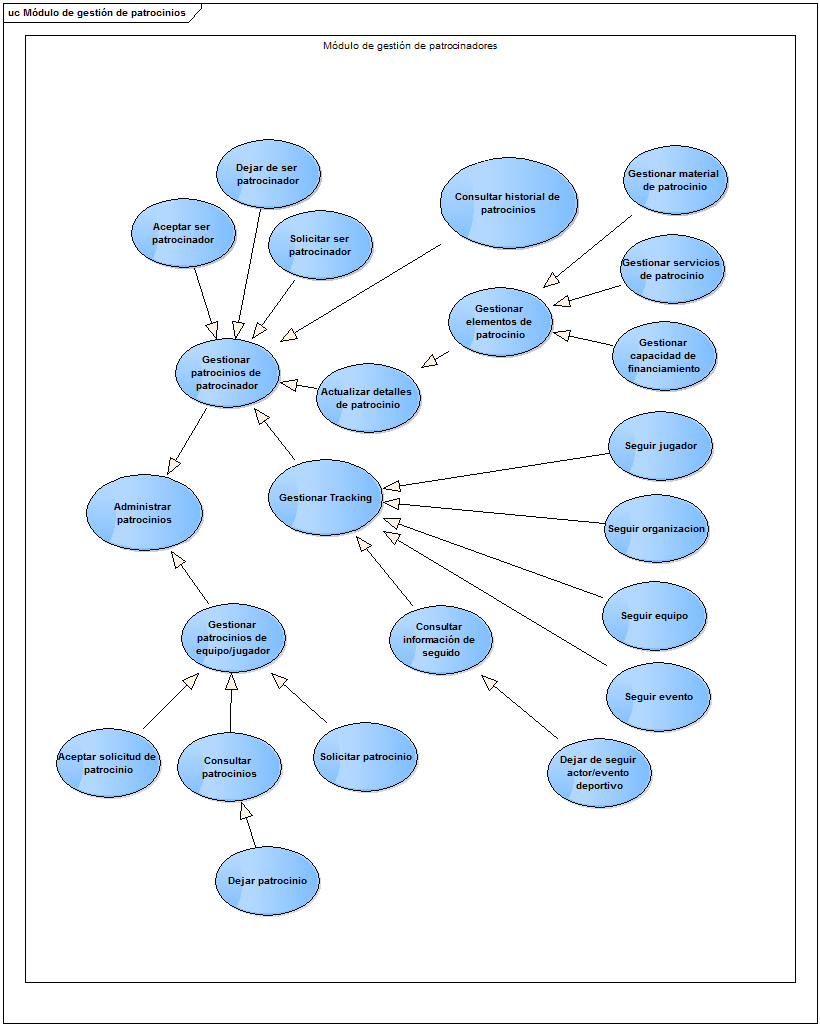 uc Módulo de gestión de patrocinios
Módulo de gestión de patrocinadores
Dejar de ser
patrocinador
Aceptar ser
patrocinador
Solicitar ser
patrocinador
Consultar historial de
patrocinios
Gestionar material
de patrocinio
Gestionar servicios
de patrocinio
Gestionar
elementos de
patrocinio
Gestionar
capacidad de
financiamiento
Gestionar
patrocinios de
patrocinador
Actualizar detalles
de patrocinio
Seguir jugador
Gestionar Tracking
Administrar
patrocinios
Seguir organizacion
Seguir equipo
Gestionar
patrocinios de
equipo/jugador
Consultar
información de
seguido
Seguir evento
Aceptar solicitud de
patrocinio
Consultar
patrocinios
Solicitar patrocinio
Dejar de seguir
actor/evento
deportivo
Dejar patrocinio